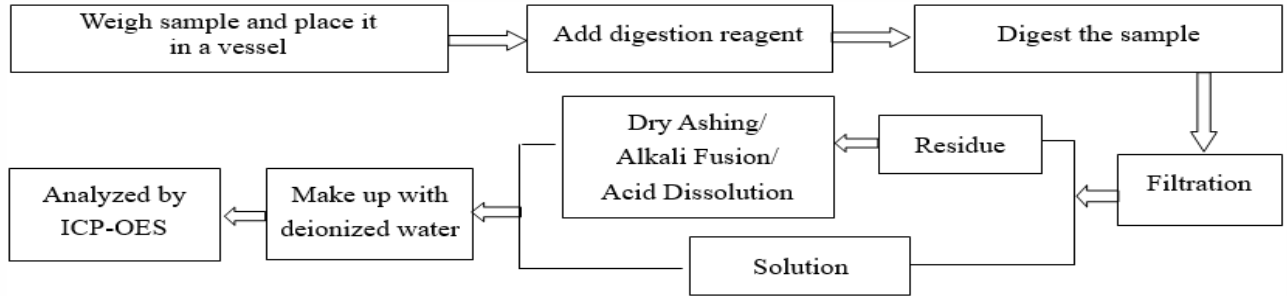 Weigh sample and place it
in a vessel
Add digestion reagent
Digest the sample
Filtration
Residue
Dry Ashing/
Alkali Fusion/
Acid Dissolution
Solution
Make up with
deionized water
Analyzed by
ICP-OES